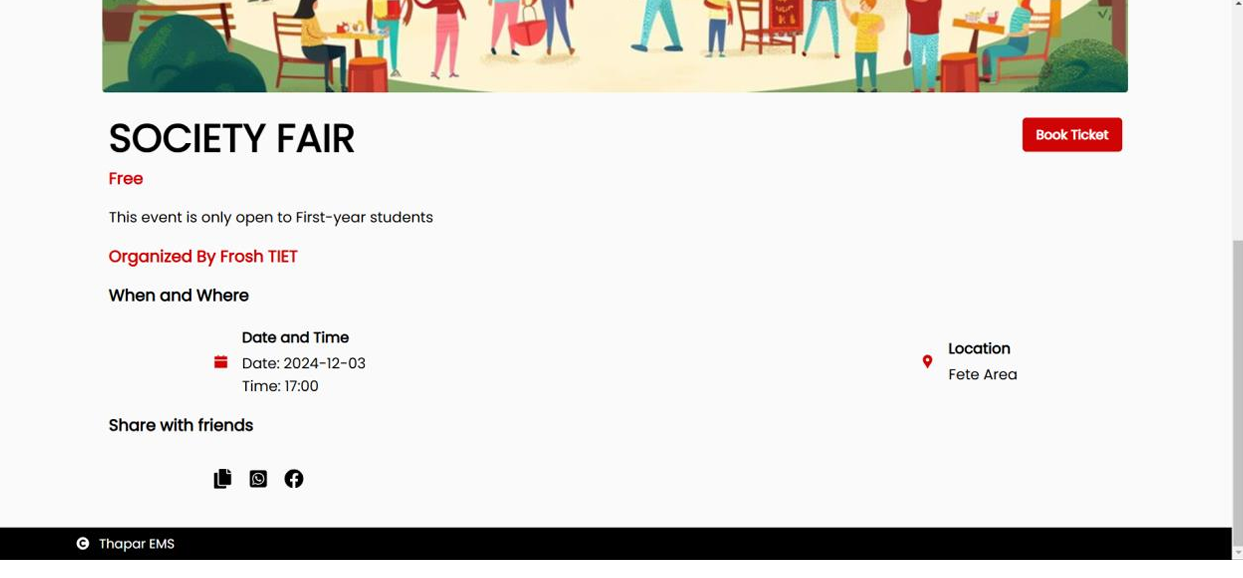 SOCIETY FAIR
Book Ticket
Free
This event is only open to First-year students
Organized By Frosh TIET
When and Where
Date and Time
Date: 2024-12-03
Time: 17:00
Location
Fete Area
Share with friends
Thapar EMS